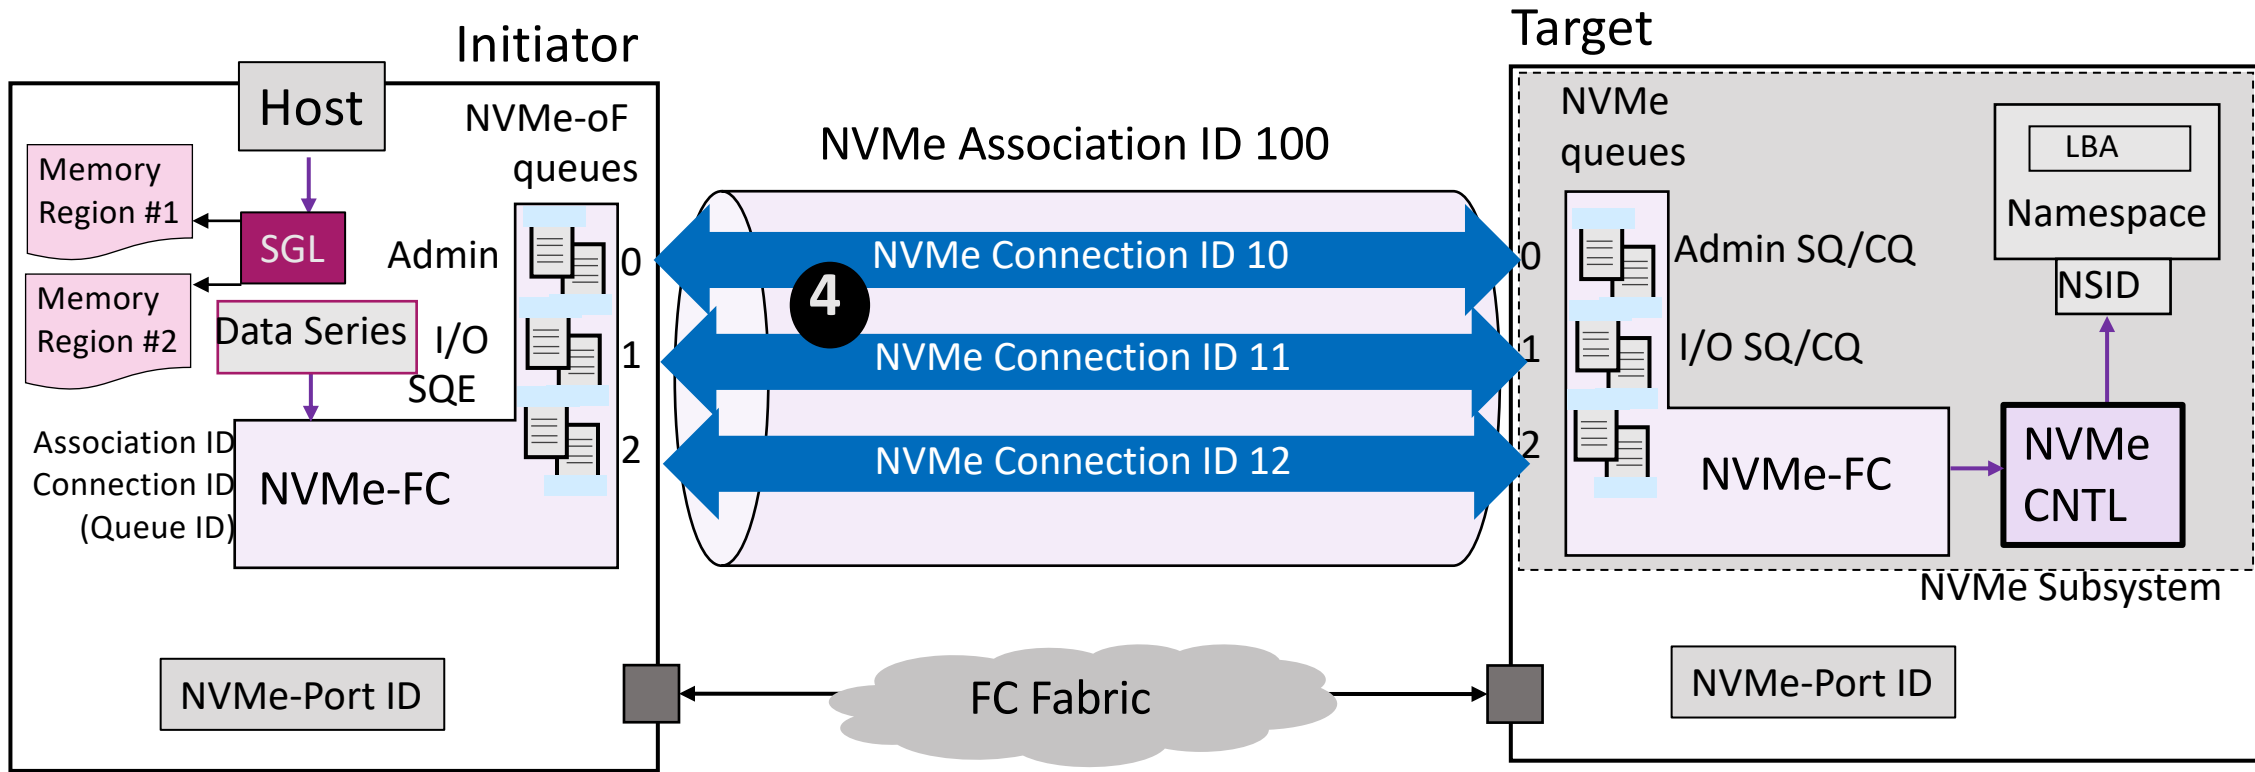 Initiator
Target
Host
NVMe-oF
queues
Memory
Region #1
SGL
Memory
Region #2
Data Series
Admin
I/O
SQE
0
1
2
Association ID
Connection ID
(Queue ID)
NVMe-FC
NVMe-Port ID
NVMe Association ID 100
NVMe Connection ID 10
4
NVMe Connection ID 11
NVMe Connection ID 12
FC Fabric
NVMe
queues
0
1
2
Admin SQ/CQ
I/O SQ/CQ
NVMe-FC
LBA
Namespace
NSID
NVMe
CNTL
NVMe Subsystem
NVMe-Port ID